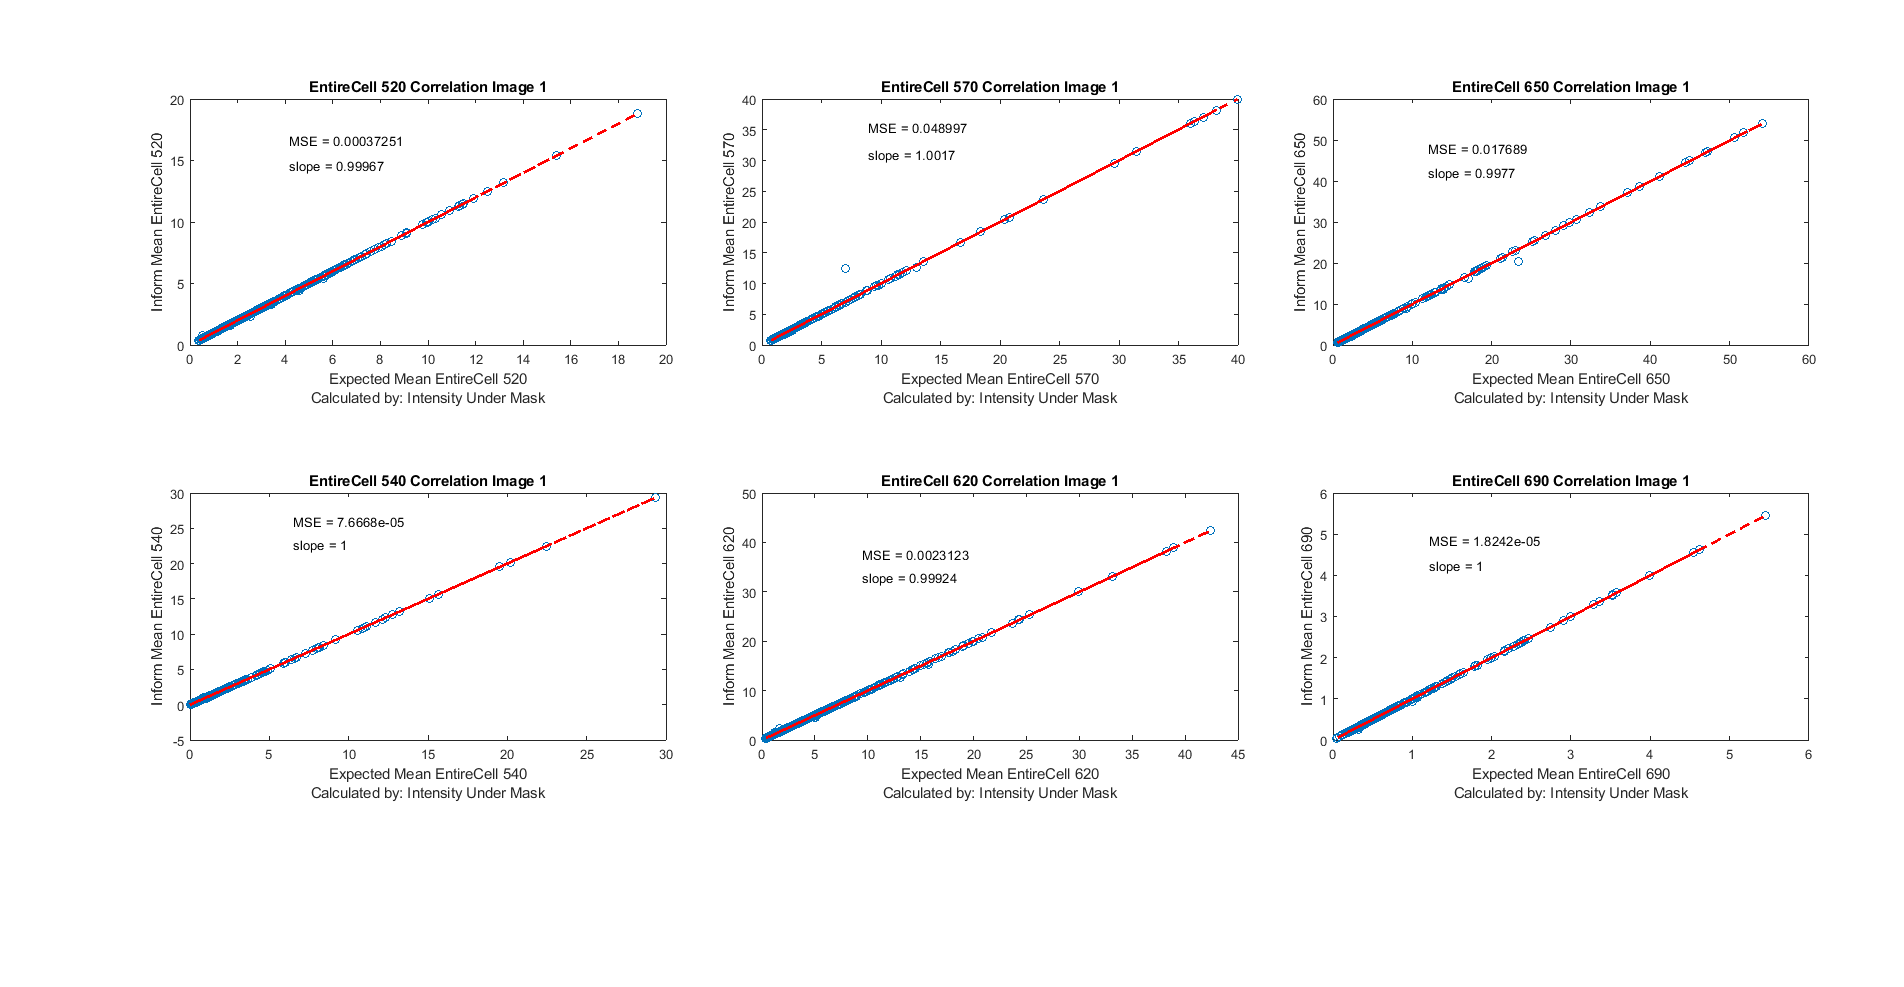 EntireCell 520 Correlation Image 1
20
15
10
5
0
Inform Mean EntireCell 520
MSE = 0.00037251
slope = 0.99967
2 4 6 8 10 12 14 16 18 20
Expected Mean EntireCell 520
Calculated by: Intensity Under Mask
EntireCell 570 Correlation Image 1
40
35
30
25
20
15
10
5
0
Inform Mean EntireCell 570
MSE = 0.048997
slope = 1.0017
0 5 10 15 20 25 30 35 40
Expected Mean EntireCell 570
Calculated by: Intensity Under Mask
EntireCell 650 Correlation Image 1
60
50
40
30
20
10
0
Inform Mean EntireCell 650
MSE = 0.017689
slope = 0.9977
10 20 30 40 50 60
Expected Mean EntireCell 650
Calculated by: Intensity Under Mask
EntireCell 540 Correlation Image 1
30
25
20
15
10
5
0
-5
Inform Mean EntireCell 540
MSE = 7.6668e-05
slope = 1
0 5 10 15 20 25 30
Expected Mean EntireCell 540
Calculated by: Intensity Under Mask
EntireCell 620 Correlation Image 1
50
40
30
20
10
0
Inform Mean EntireCell 620
MSE = 0.0023123
slope = 0.99924
0 5 10 15 20 25 30 35 40 45
Expected Mean EntireCell 620
Calculated by: Intensity Under Mask
EntireCell 690 Correlation Image 1
6
5
4
3
2
1
0
Inform Mean EntireCell 690
MSE = 1.8242e-05
slope = 1
0 1 2 3 4 5 6
Expected Mean EntireCell 690
Calculated by: Intensity Under Mask